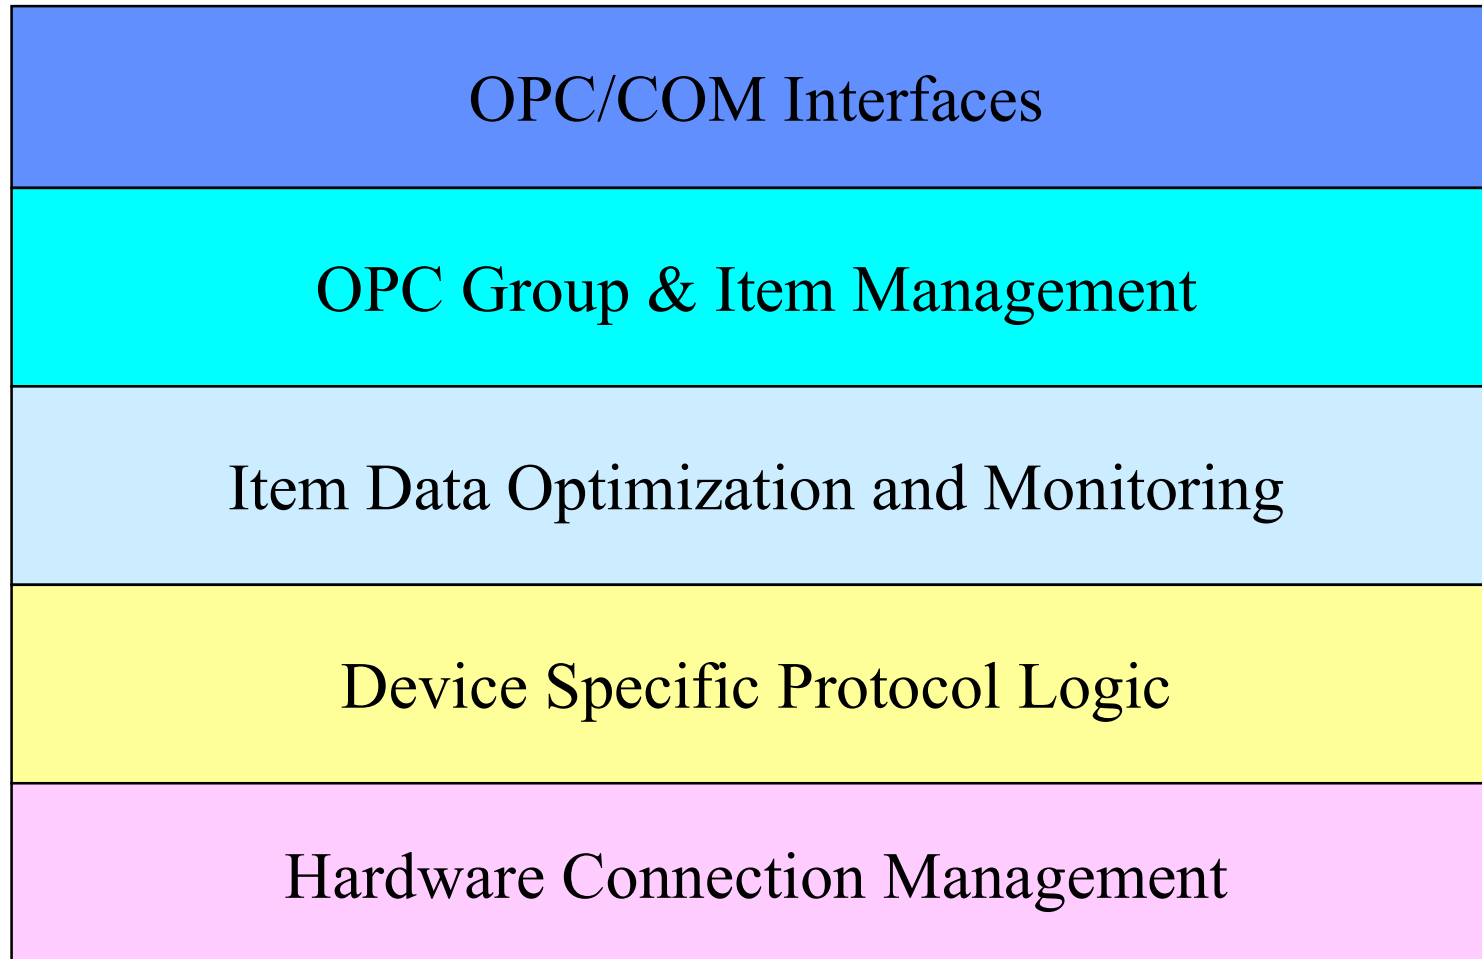 OPC/COM Interfaces
OPC Group & Item Management
Item Data Optimization and Monitoring
Device Specific Protocol Logic
Hardware Connection Management